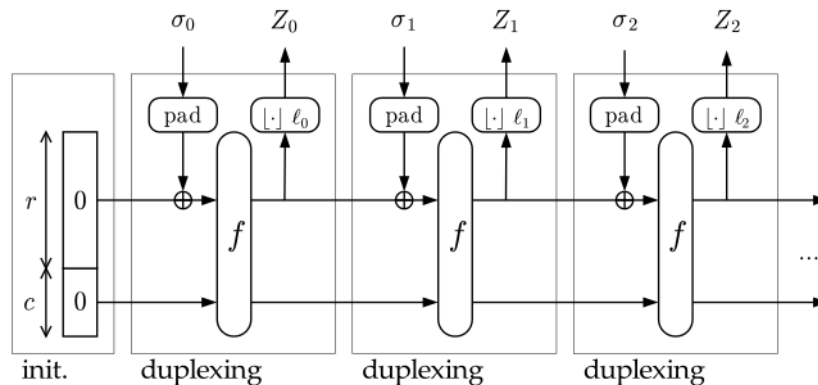 σ₀ Z₀ σ₁ Z₁ σ₂ Z₂
pad ⌊·⌋ ℓ₀ pad ⌊·⌋ ℓ₁ pad ⌊·⌋ ℓ₂
r 0
f f f
...
c 0
init. duplexing duplexing duplexing